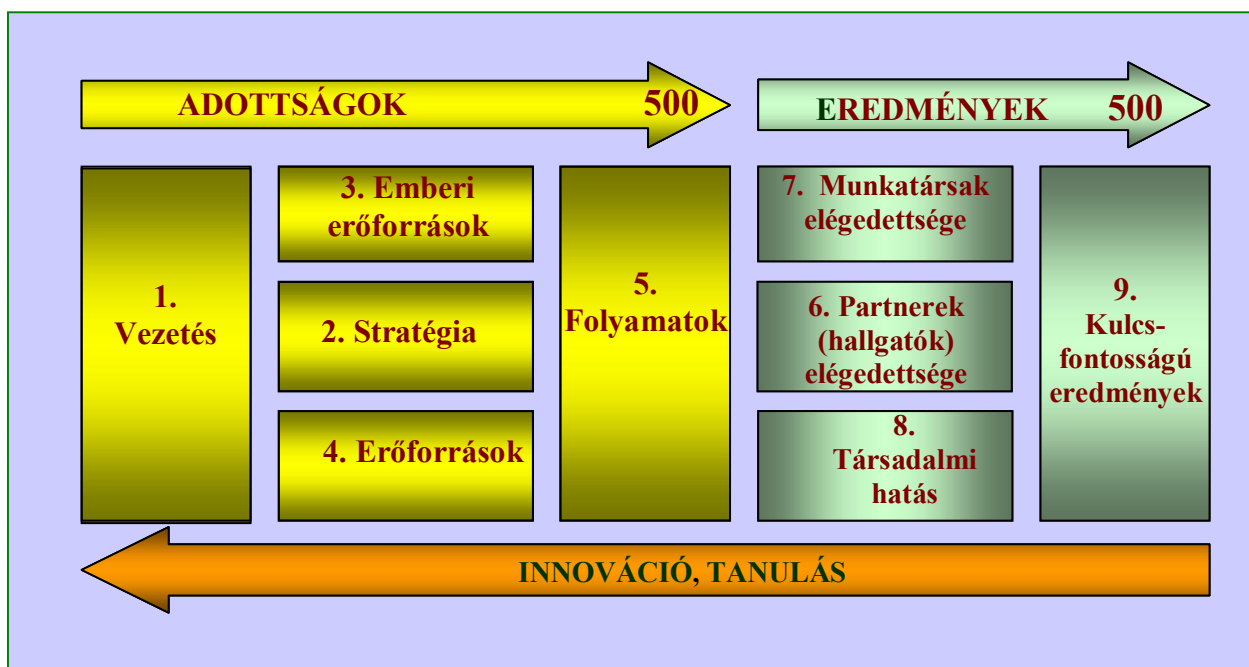 ADOTTSÁGOK 500
EREDMÉNYEK 500
1.
Vezetés
3. Emberi
erőforrások
2. Stratégia
4. Erőforrások
5.
Folyamatok
7. Munkatársak
elégedettsége
6. Partnerek
(hallgatók)
elégedettsége
8.
Társadalmi
hatás
9.
Kulcs-
fontosságú
eredmények
INNOVÁCIÓ, TANULÁS